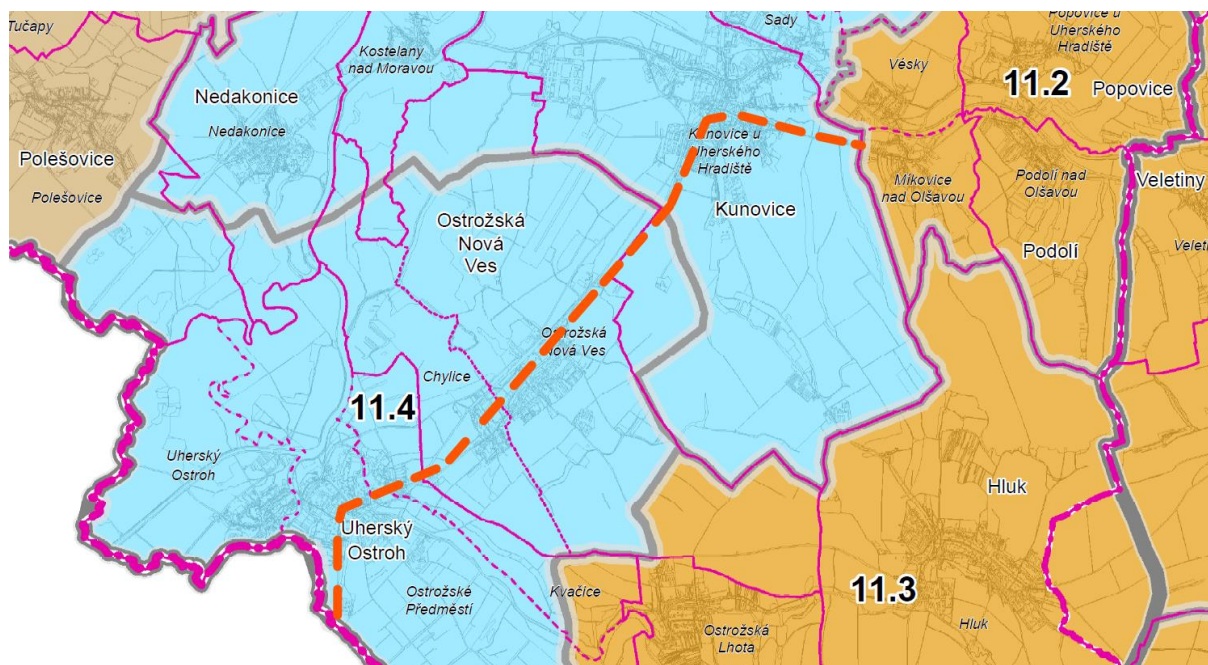 Tučapy
Kostelany
nad Moravou
Sady
Popovice u
Uherského
Hradiště
Vésky
11.2
Popovice
Nedakonice
Nedakonice
Kunovice u
Uherského
Hradiště
Polešovice
Polešovice
Míkovice
nad Olšavou
Podolí nad
Olšavou
Veletiny
Ostrožská
Nová
Ves
Kunovice
Podolí
Ostrožská
Nová Ves
Chylice
11.4
Uherský
Ostroh
Hluk
Uherský
Ostroh
Ostrožské
Předměstí
Kvačice
11.3
Ostrožská
Lhota
Hluk